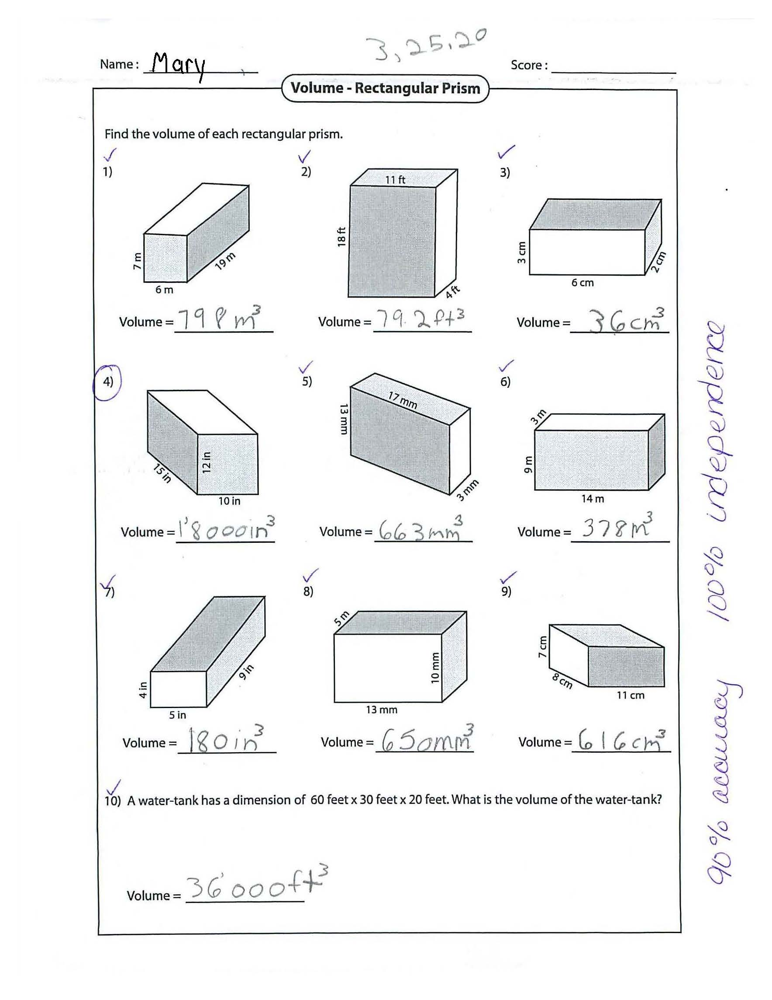 3,25,20
Name: Mary
Score:
Volume - Rectangular Prism
Find the volume of each rectangular prism.
1)
2)
3)
7 m
19 m
6 m
11 ft
18 ft
4 ft
3 cm
2 cm
6 cm
Volume = 798 m³
Volume = 79.2 ft³
Volume = 36 cm³
4)
5)
6)
15 in
12 in
10 in
17 mm
13 mm
3 mm
3 m
9 m
14 m
Volume = 1'8000 in³
Volume = 663 mm³
Volume = 378 m³
7)
8)
9)
4 in
9 in
5 in
5 m
10 mm
13 mm
7 cm
8 cm
11 cm
Volume = 180 in³
Volume = 650 mm³
Volume = 616 cm³
10) A water-tank has a dimension of 60 feet x 30 feet x 20 feet. What is the volume of the water-tank?
Volume = 36'000 ft³
90% accuracy 100% independence